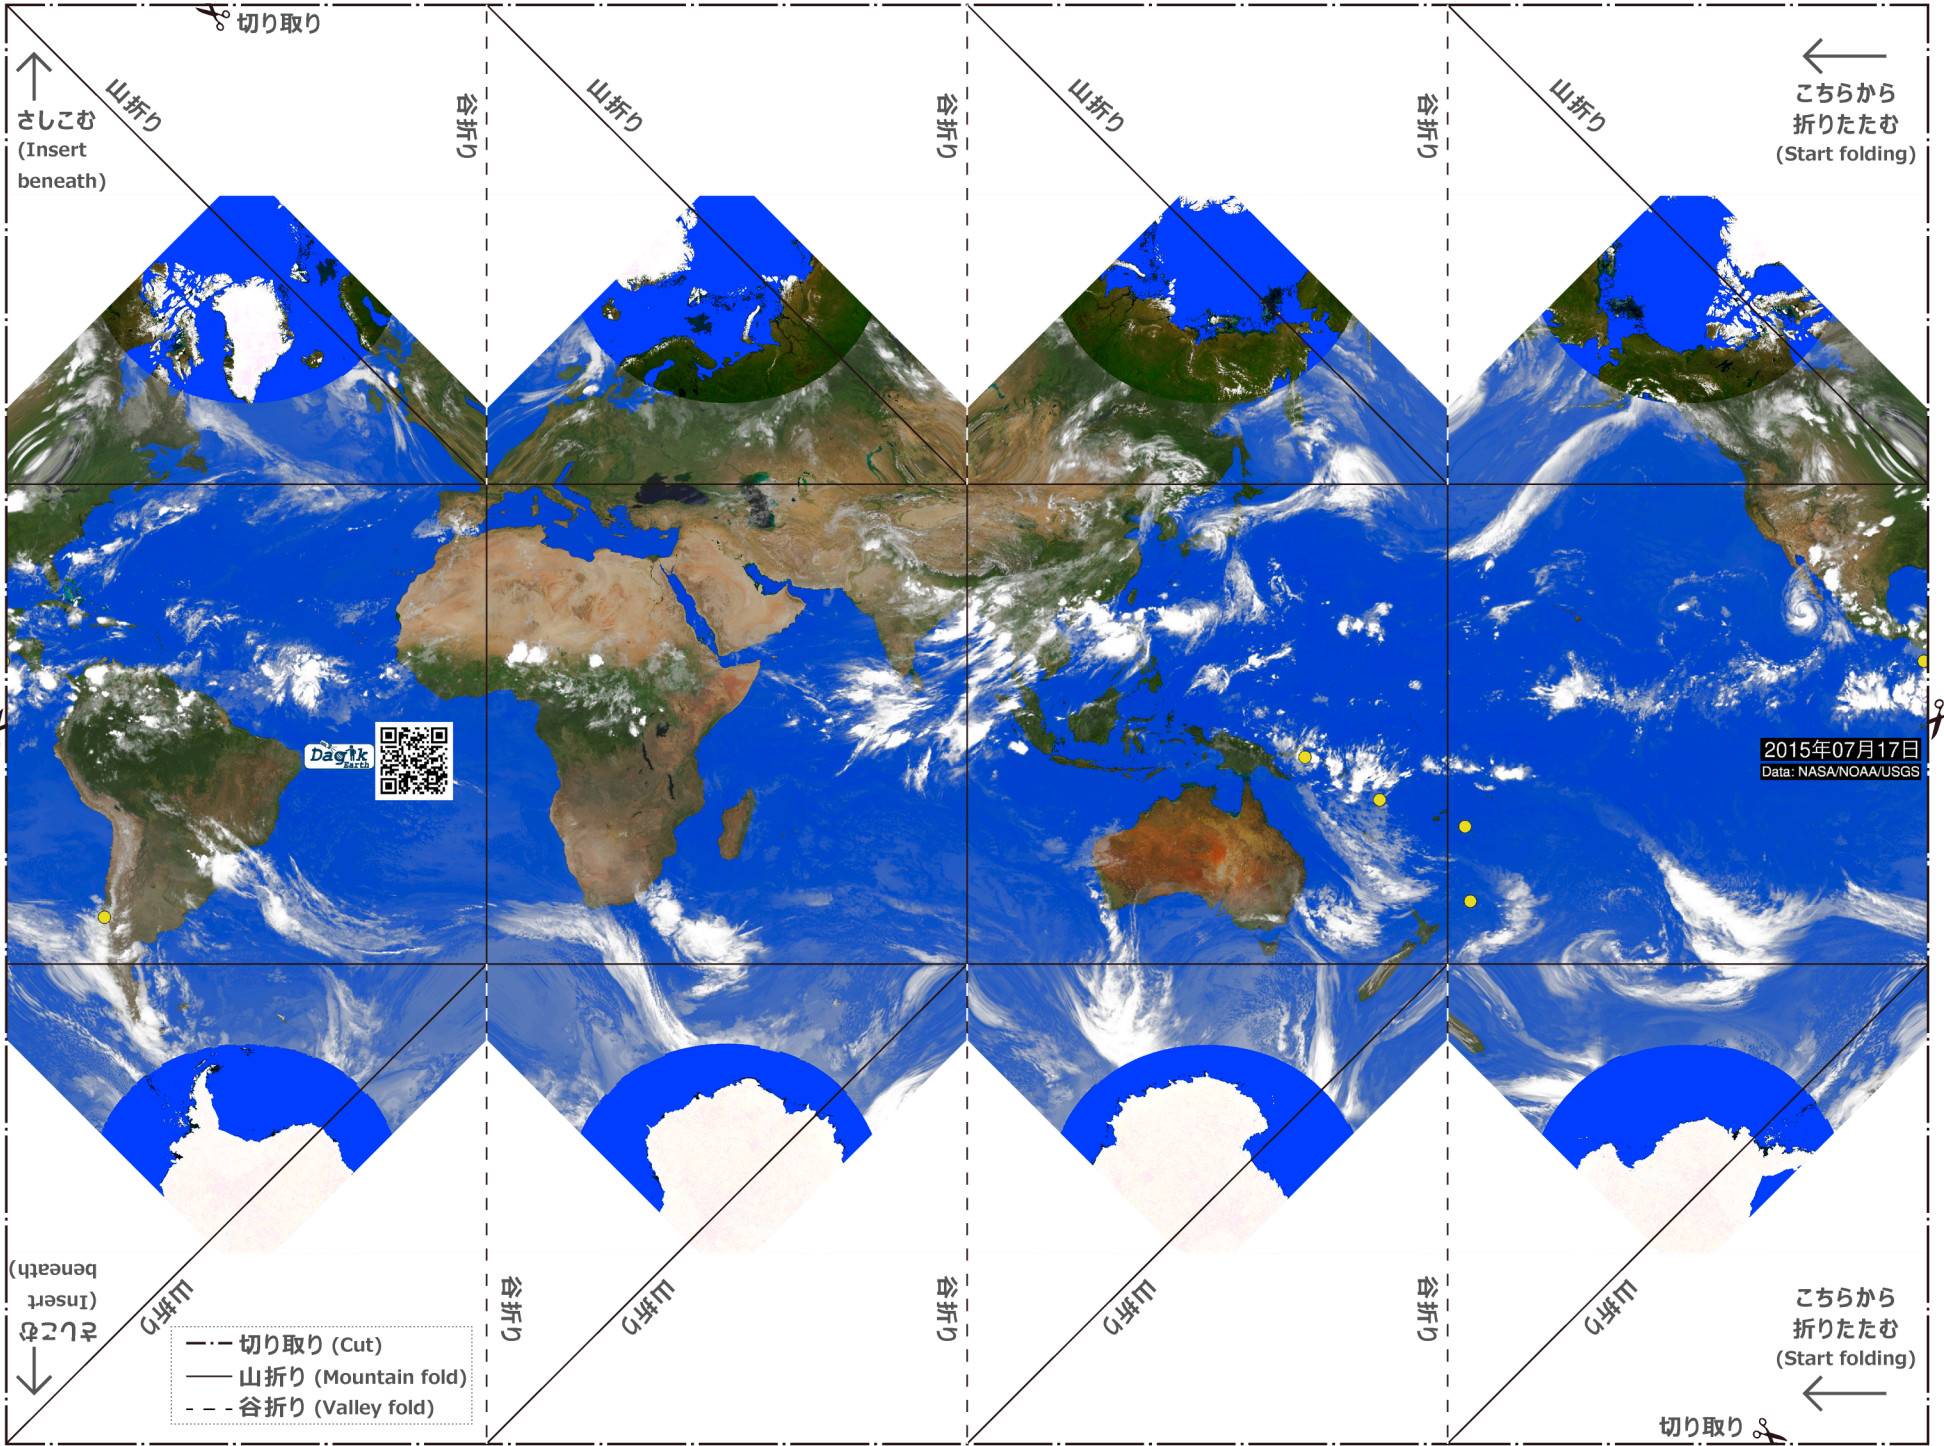 切り取り
さしこむ
(Insert
beneath)
山折り
谷折り
山折り
谷折り
山折り
谷折り
山折り
こちらから
折りたたむ
(Start folding)
Dagik
Earth
2015年07月17日
Data: NASA/NOAA/USGS
さしこむ
(Insert
beneath)
山折り
谷折り
山折り
谷折り
山折り
谷折り
山折り
こちらから
折りたたむ
(Start folding)
切り取り (Cut)
山折り (Mountain fold)
谷折り (Valley fold)
切り取り